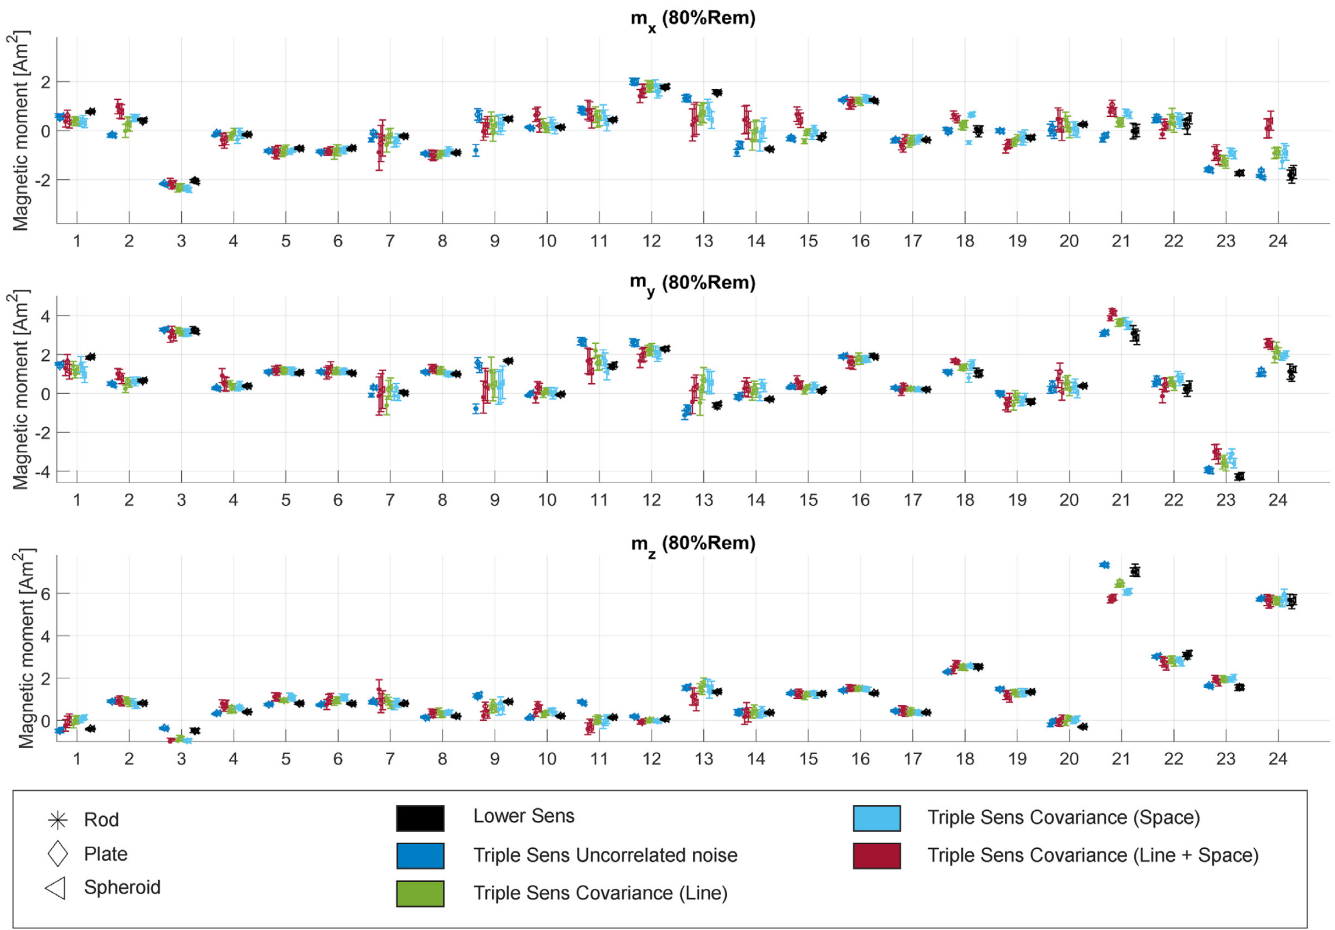 m_x (80%Rem)
Magnetic moment [Am²]
2
0
-2
1 2 3 4 5 6 7 8 9 10 11 12 13 14 15 16 17 18 19 20 21 22 23 24
m_y (80%Rem)
Magnetic moment [Am²]
4
2
0
-2
-4
1 2 3 4 5 6 7 8 9 10 11 12 13 14 15 16 17 18 19 20 21 22 23 24
m_z (80%Rem)
Magnetic moment [Am²]
6
4
2
0
1 2 3 4 5 6 7 8 9 10 11 12 13 14 15 16 17 18 19 20 21 22 23 24
Rod
Plate
Spheroid
Lower Sens
Triple Sens Uncorrelated noise
Triple Sens Covariance (Line)
Triple Sens Covariance (Space)
Triple Sens Covariance (Line + Space)